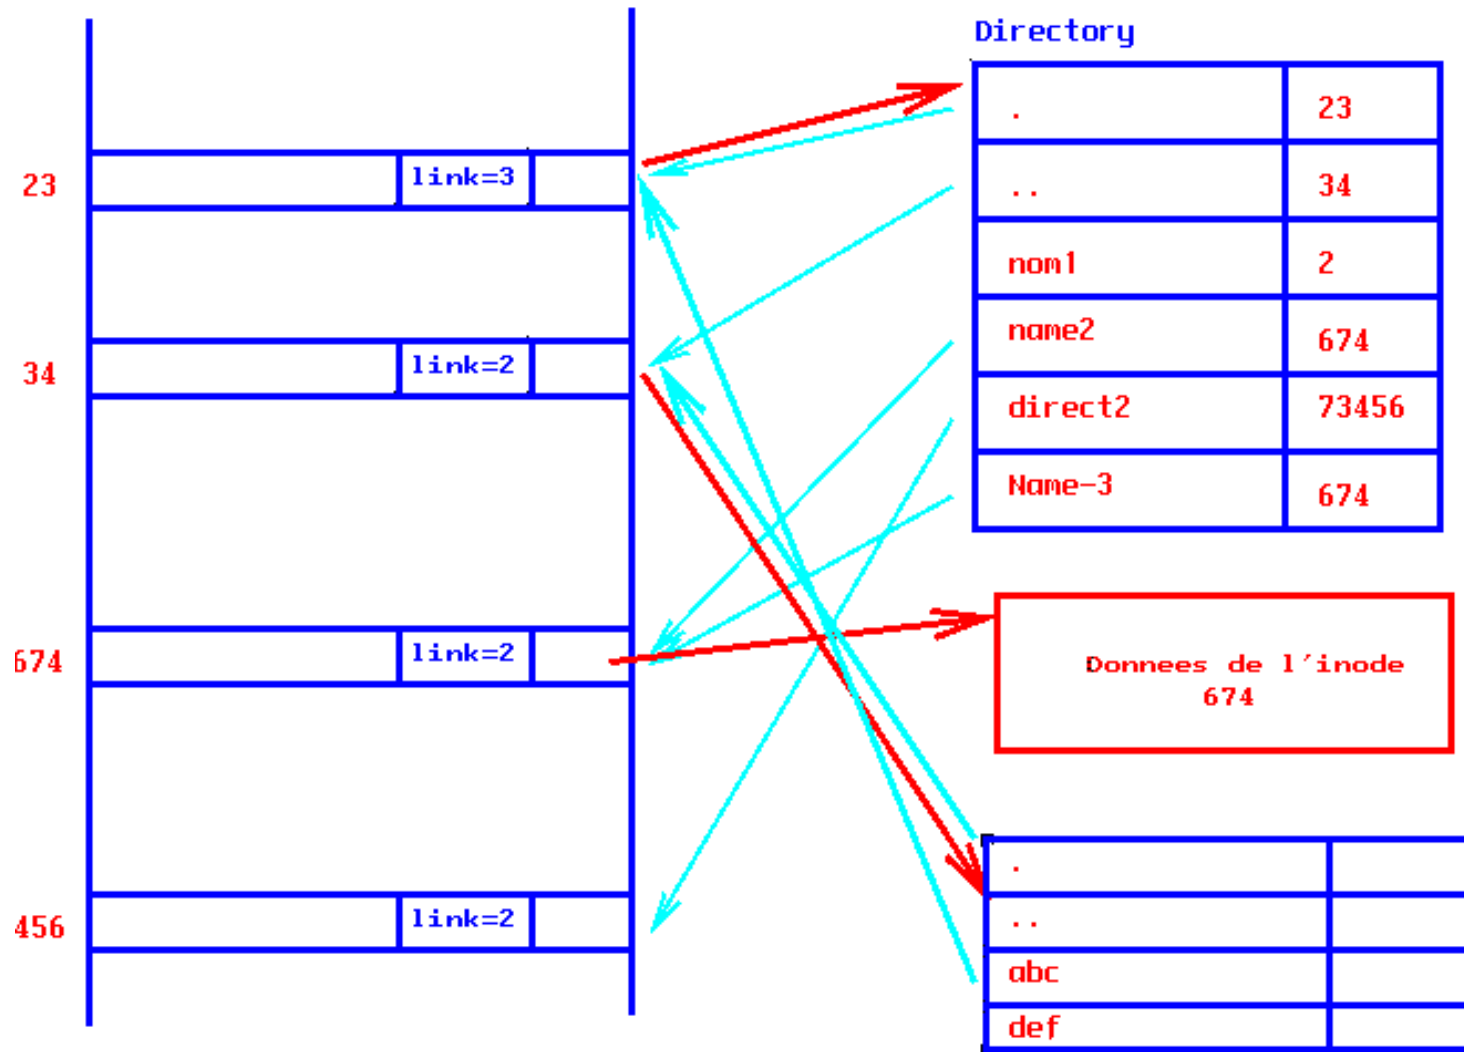 Directory
. 23
.. 34
nom1 2
name2 674
direct2 73456
Name-3 674
23 link=3
34 link=2
674 link=2
456 link=2
Donnees de l'inode
674
.
..
abc
def